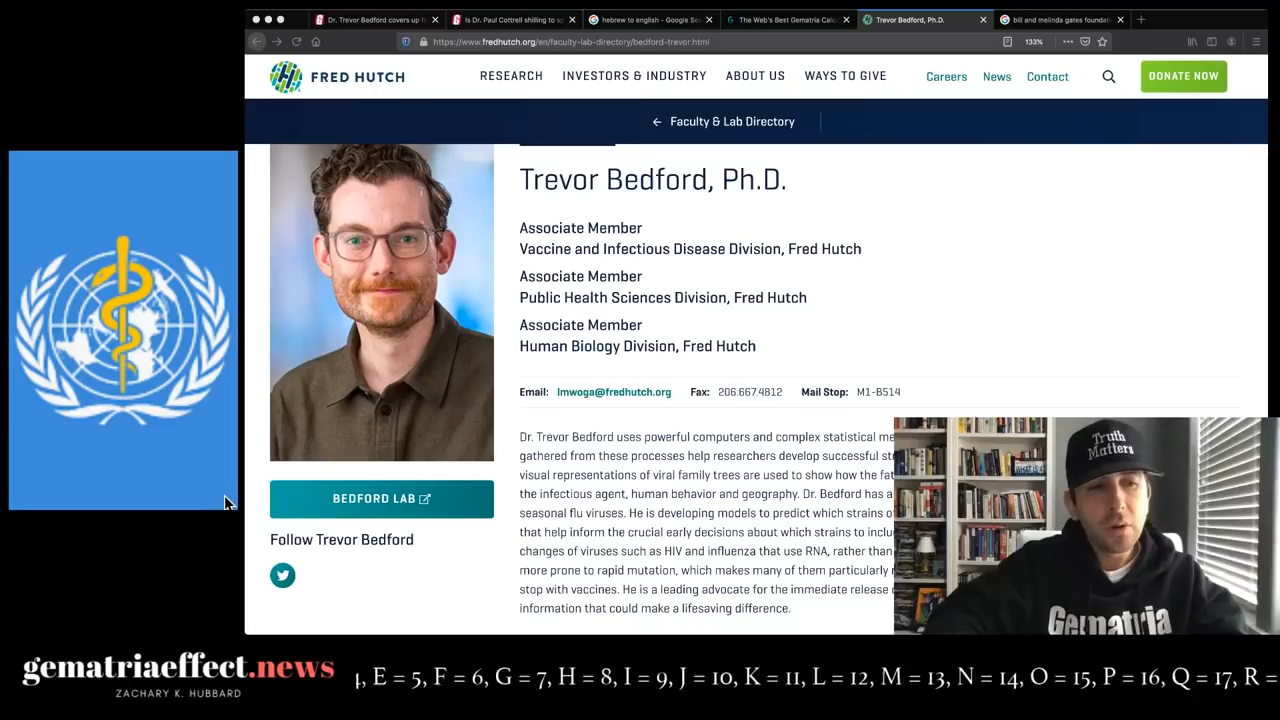 Dr. Trevor Bedford covers up f
Is Dr. Paul Cottrell shilling to sp
hebrew to english - Google Se
The Web's Best Gematria Calc
Trevor Bedford, Ph.D.
bill and melinda gates foundati
https://www.fredhutch.org/en/faculty-lab-directory/bedford-trevor.html
133%
FRED HUTCH
RESEARCH
INVESTORS & INDUSTRY
ABOUT US
WAYS TO GIVE
Careers
News
Contact
DONATE NOW
← Faculty & Lab Directory
Trevor Bedford, Ph.D.
Associate Member
Vaccine and Infectious Disease Division, Fred Hutch
Associate Member
Public Health Sciences Division, Fred Hutch
Associate Member
Human Biology Division, Fred Hutch
Email: lmwoga@fredhutch.org Fax: 206.667.4812 Mail Stop: M1-B514
Dr. Trevor Bedford uses powerful computers and complex statistical me
gathered from these processes help researchers develop successful st
visual representations of viral family trees are used to show how the fat
the infectious agent, human behavior and geography. Dr. Bedford has a
seasonal flu viruses. He is developing models to predict which strains o
that help inform the crucial early decisions about which strains to inclu
changes of viruses such as HIV and influenza that use RNA, rather than
more prone to rapid mutation, which makes many of them particularly
stop with vaccines. He is a leading advocate for the immediate release
information that could make a lifesaving difference.
BEDFORD LAB
Follow Trevor Bedford
Truth
Matters
Gematria
gematriaeffect.news
ZACHARY K. HUBBARD
, E = 5, F = 6, G = 7, H = 8, I = 9, J = 10, K = 11, L = 12, M = 13, N = 14, O = 15, P = 16, Q = 17, R =